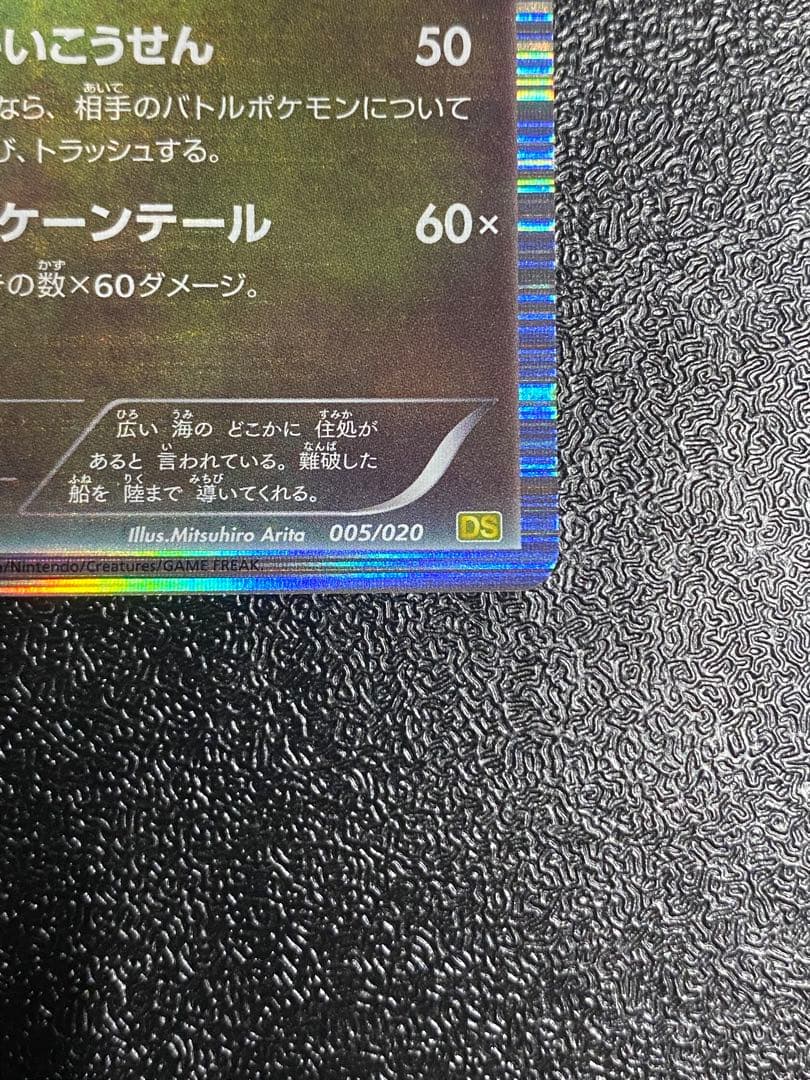 いこうせん 50
なら、相手のバトルポケモンについて
び、トラッシュする。
ケーンテール 60×
の数×60ダメージ。
広い 海の どこかに 住処が
あると 言われている。難破した
船を 陸まで 導いてくれる。
Illus.Mitsuhiro Arita 005/020 DS
/Nintendo/Creatures/GAME FREAK.